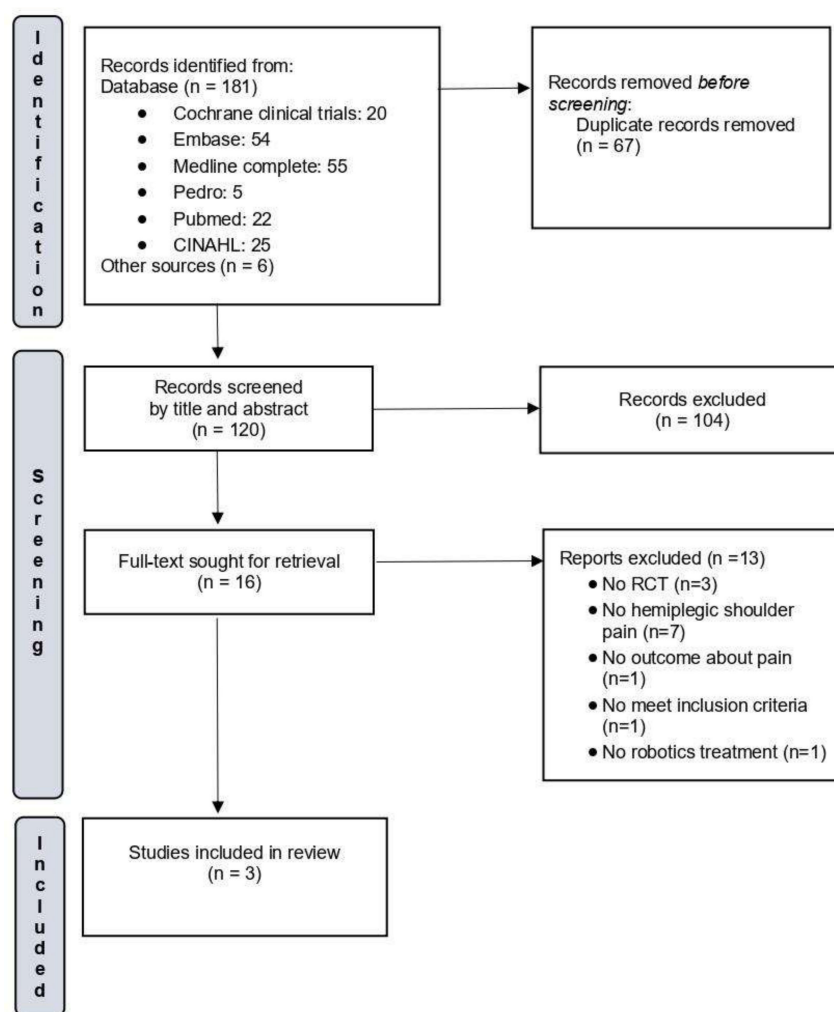 Identification
Records identified from:
Database (n = 181)
● Cochrane clinical trials: 20
● Embase: 54
● Medline complete: 55
● Pedro: 5
● Pubmed: 22
● CINAHL: 25
Other sources (n = 6)
Records removed before
screening:
Duplicate records removed
(n = 67)
Screening
Records screened
by title and abstract
(n = 120)
Records excluded
(n = 104)
Full-text sought for retrieval
(n = 16)
Reports excluded (n =13)
● No RCT (n=3)
● No hemiplegic shoulder
pain (n=7)
● No outcome about pain
(n=1)
● No meet inclusion criteria
(n=1)
● No robotics treatment (n=1)
Included
Studies included in review
(n = 3)